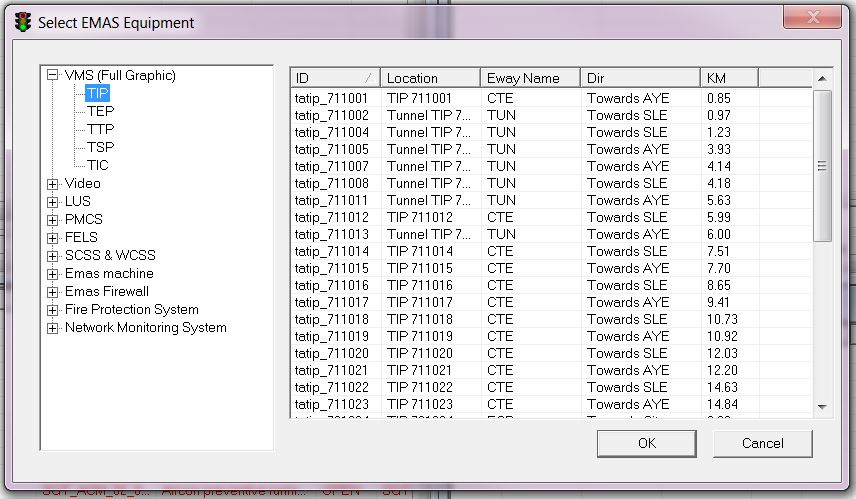 Select EMAS Equipment
VMS (Full Graphic)
TIP
TEP
TTP
TSP
TIC
Video
LUS
PMCS
FELS
SCSS & WCSS
Emas machine
Emas Firewall
Fire Protection System
Network Monitoring System
ID Location Eway Name Dir KM
tatip_711001 TIP 711001 CTE Towards AYE 0.85
tatip_711002 Tunnel TIP 7... TUN Towards SLE 0.97
tatip_711004 Tunnel TIP 7... TUN Towards SLE 1.23
tatip_711005 Tunnel TIP 7... TUN Towards AYE 3.93
tatip_711007 Tunnel TIP 7... TUN Towards AYE 4.14
tatip_711008 Tunnel TIP 7... TUN Towards SLE 4.18
tatip_711011 Tunnel TIP 7... TUN Towards AYE 5.63
tatip_711012 TIP 711012 CTE Towards SLE 5.99
tatip_711013 Tunnel TIP 7... TUN Towards AYE 6.00
tatip_711014 TIP 711014 CTE Towards SLE 7.51
tatip_711015 TIP 711015 CTE Towards AYE 7.70
tatip_711016 TIP 711016 CTE Towards SLE 8.65
tatip_711017 TIP 711017 CTE Towards AYE 9.41
tatip_711018 TIP 711018 CTE Towards SLE 10.73
tatip_711019 TIP 711019 CTE Towards AYE 10.92
tatip_711020 TIP 711020 CTE Towards SLE 12.03
tatip_711021 TIP 711021 CTE Towards AYE 12.20
tatip_711022 TIP 711022 CTE Towards SLE 14.63
tatip_711023 TIP 711023 CTE Towards AYE 14.84
OK Cancel